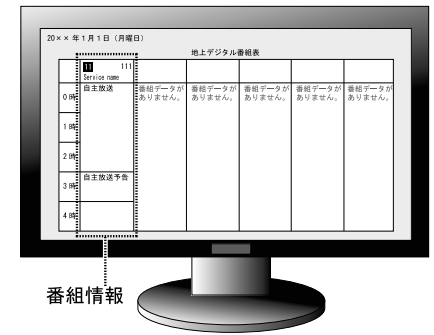 20×× 年1月1日（月曜日）
地上デジタル番組表
11 111
Service name
0時
自主放送
番組データが
ありません。
番組データが
ありません。
番組データが
ありません。
番組データが
ありません。
番組データが
ありません。
1時
2時
3時
自主放送予告
4時
番組情報